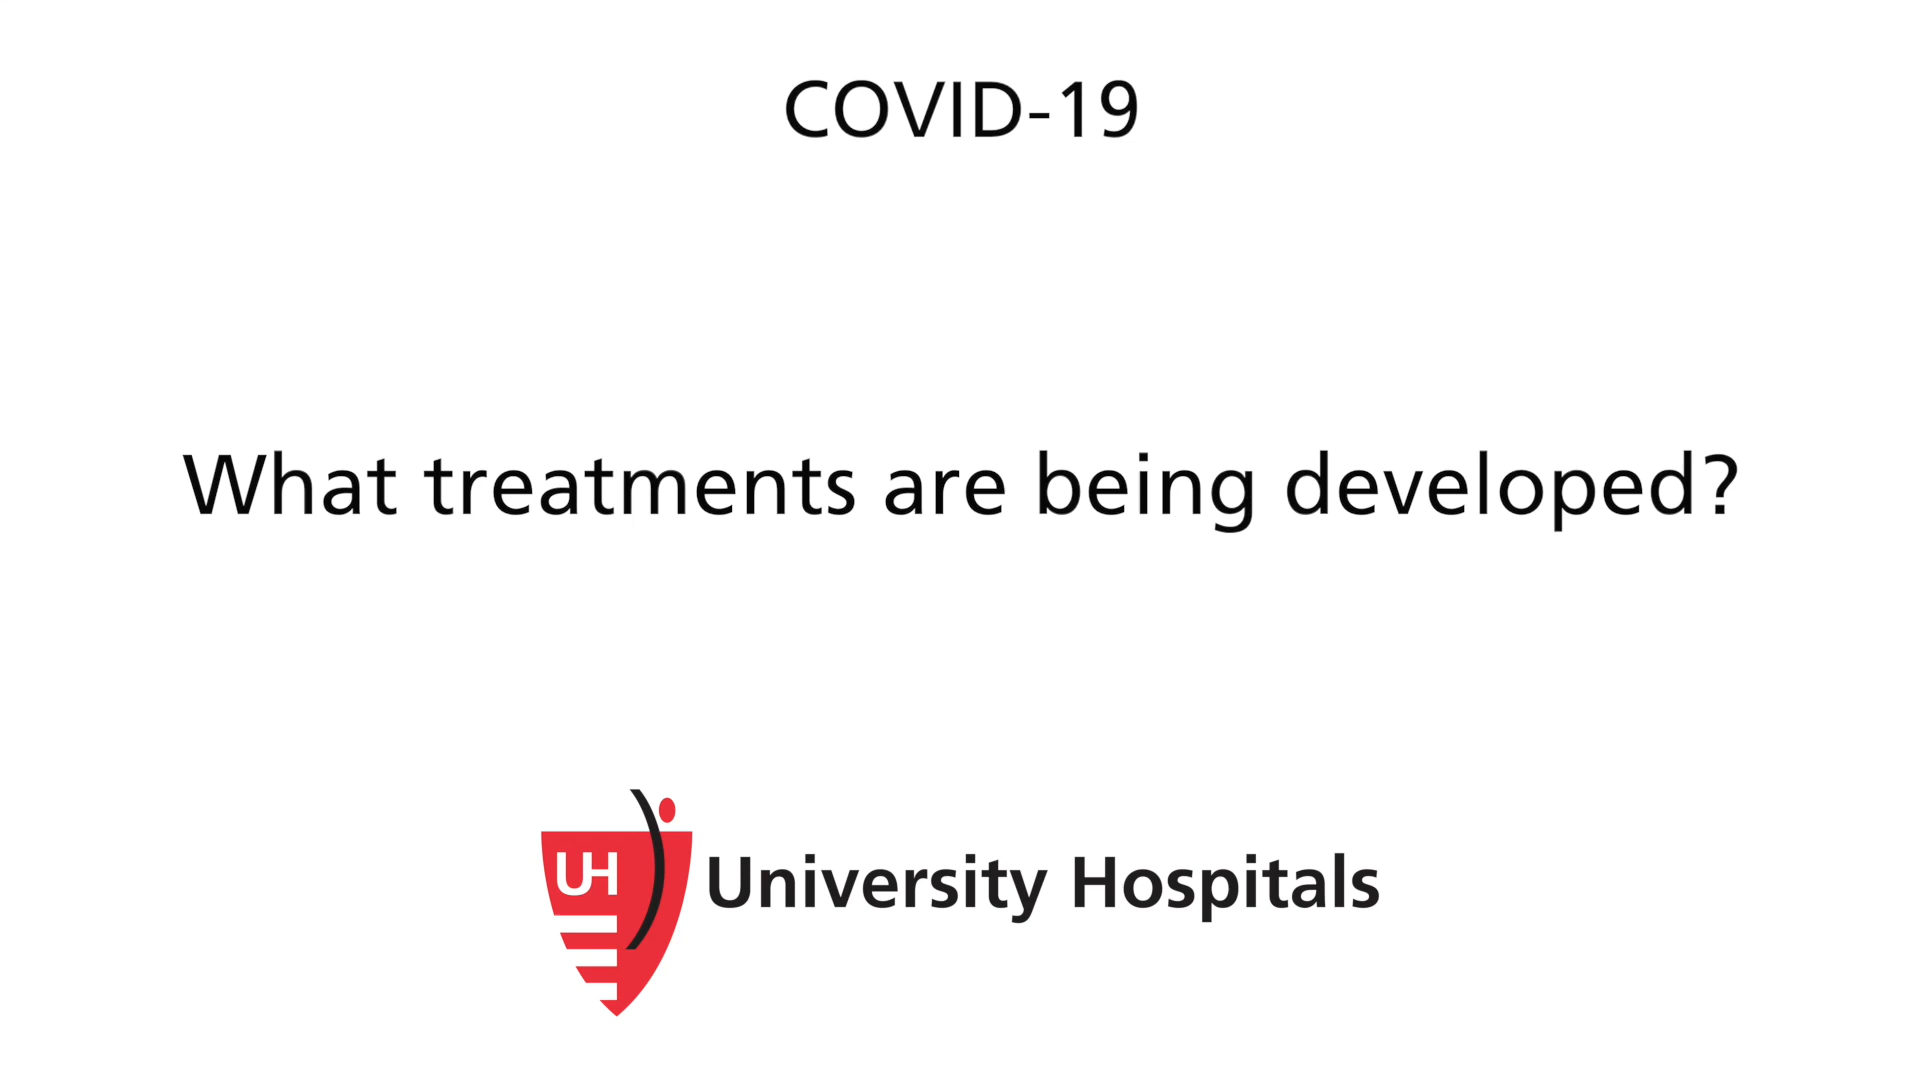 COVID-19
What treatments are being developed?
UH
University Hospitals